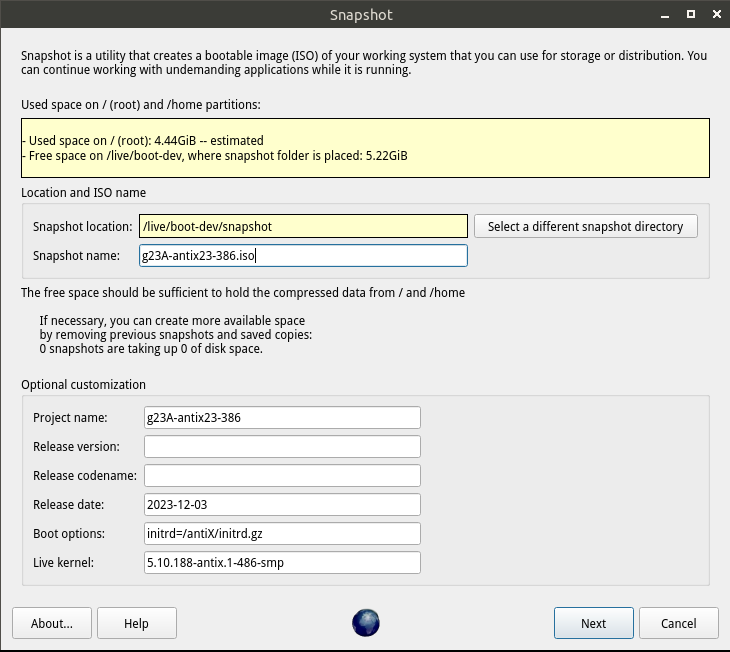 Snapshot
Snapshot is a utility that creates a bootable image (ISO) of your working system that you can use for storage or distribution. You
can continue working with undemanding applications while it is running.
Used space on / (root) and /home partitions:
- Used space on / (root): 4.44GiB -- estimated
- Free space on /live/boot-dev, where snapshot folder is placed: 5.22GiB
Location and ISO name
Snapshot location: /live/boot-dev/snapshot Select a different snapshot directory
Snapshot name: g23A-antix23-386.iso
The free space should be sufficient to hold the compressed data from / and /home
If necessary, you can create more available space
by removing previous snapshots and saved copies:
0 snapshots are taking up 0 of disk space.
Optional customization
Project name: g23A-antix23-386
Release version:
Release codename:
Release date: 2023-12-03
Boot options: initrd=/antiX/initrd.gz
Live kernel: 5.10.188-antix.1-486-smp
About... Help Next Cancel